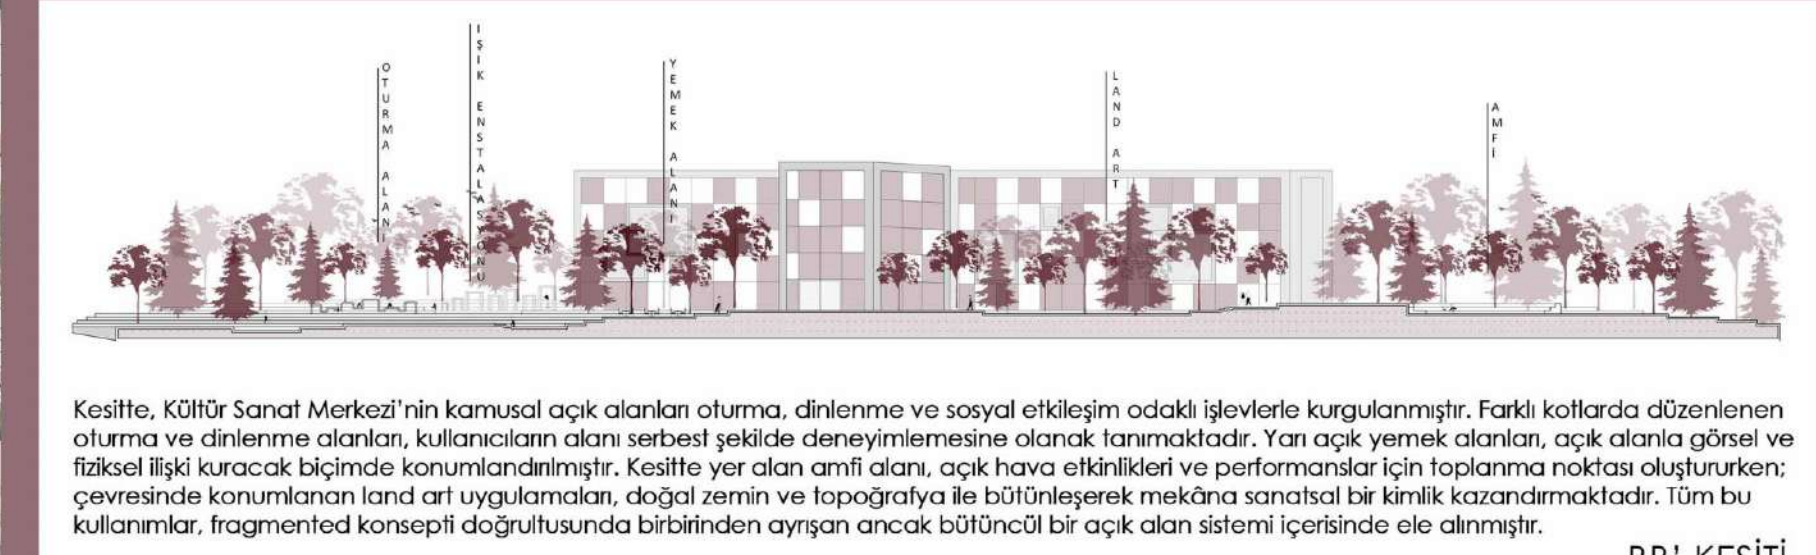 OTURMA ALANI
IŞIK ENSTALASYONU
YEMEK ALANI
LAND ART
AMFİ
Kesitte, Kültür Sanat Merkezi'nin kamusal açık alanları oturma, dinlenme ve sosyal etkileşim odaklı işlevlerle kurgulanmıştır. Farklı kotlarda düzenlenen
oturma ve dinlenme alanları, kullanıcıların alanı serbest şekilde deneyimlemesine olanak tanımaktadır. Yarı açık yemek alanları, açık alanla görsel ve
fiziksel ilişki kuracak biçimde konumlandırılmıştır. Kesitte yer alan amfi alanı, açık hava etkinlikleri ve performanslar için toplanma noktası oluştururken;
çevresinde konumlanan land art uygulamaları, doğal zemin ve topoğrafya ile bütünleşerek mekâna sanatsal bir kimlik kazandırmaktadır. Tüm bu
kullanımlar, fragmented konsepti doğrultusunda birbirinden ayrışan ancak bütüncül bir açık alan sistemi içerisinde ele alınmıştır.
KESİTİ